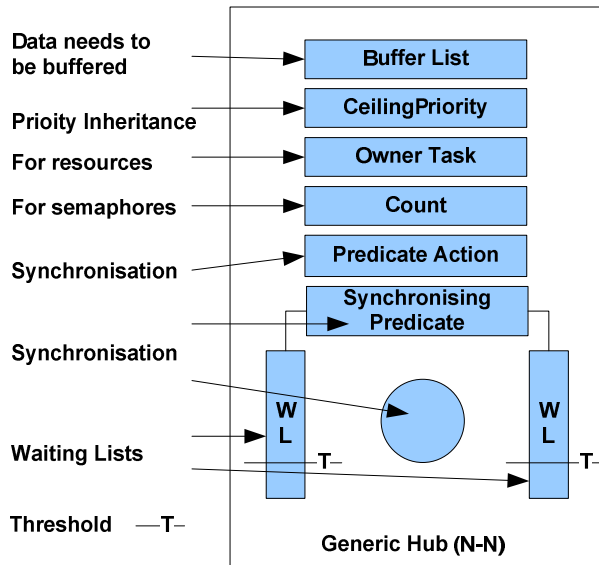 Data needs to
be buffered
Prioity Inheritance
For resources
For semaphores
Synchronisation
Synchronisation
Waiting Lists
Threshold —T–
Buffer List
CeilingPriority
Owner Task
Count
Predicate Action
Synchronising
Predicate
W
L
T
W
L
T
Generic Hub (N-N)